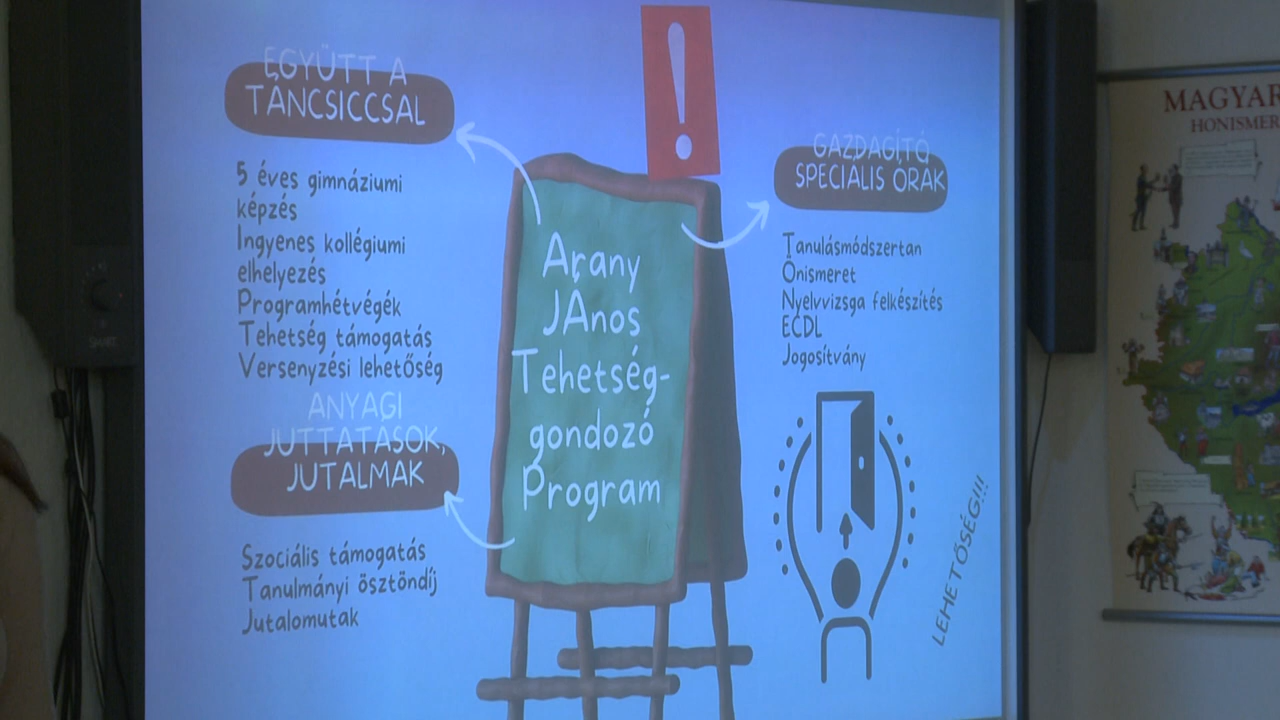 EGYÜTT A
TÁNCSICCSAL
5 éves gimnáziumi
képzés
Ingyenes kollégiumi
elhelyezés
Programhétvégék
Tehetség támogatás
Versenyzési lehetőség
ANYAGI
JUTTATÁSOK,
JUTALMAK
Szociális támogatás
Tanulmányi ösztöndíj
Jutalomutak
!
Arany
JÁnos
Tehetség-
gondozó
Program
GAZDAGÍTÓ
SPECIÁLIS ÓRÁK
Tanulásmódszertan
Önismeret
Nyelvvizsga felkészítés
ECDL
Jogosítvány
LEHETŐSÉG!!!
MAGYAR
HONISMER